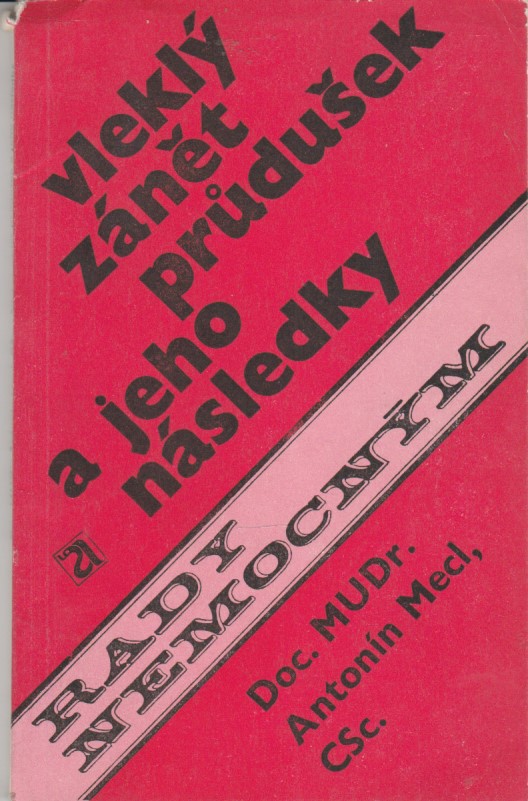 vleklý
zánět
průdušek
a jeho
následky
RADY
NEMOCNÝM
Doc. MUDr.
Antonín Mecl,
CSc.